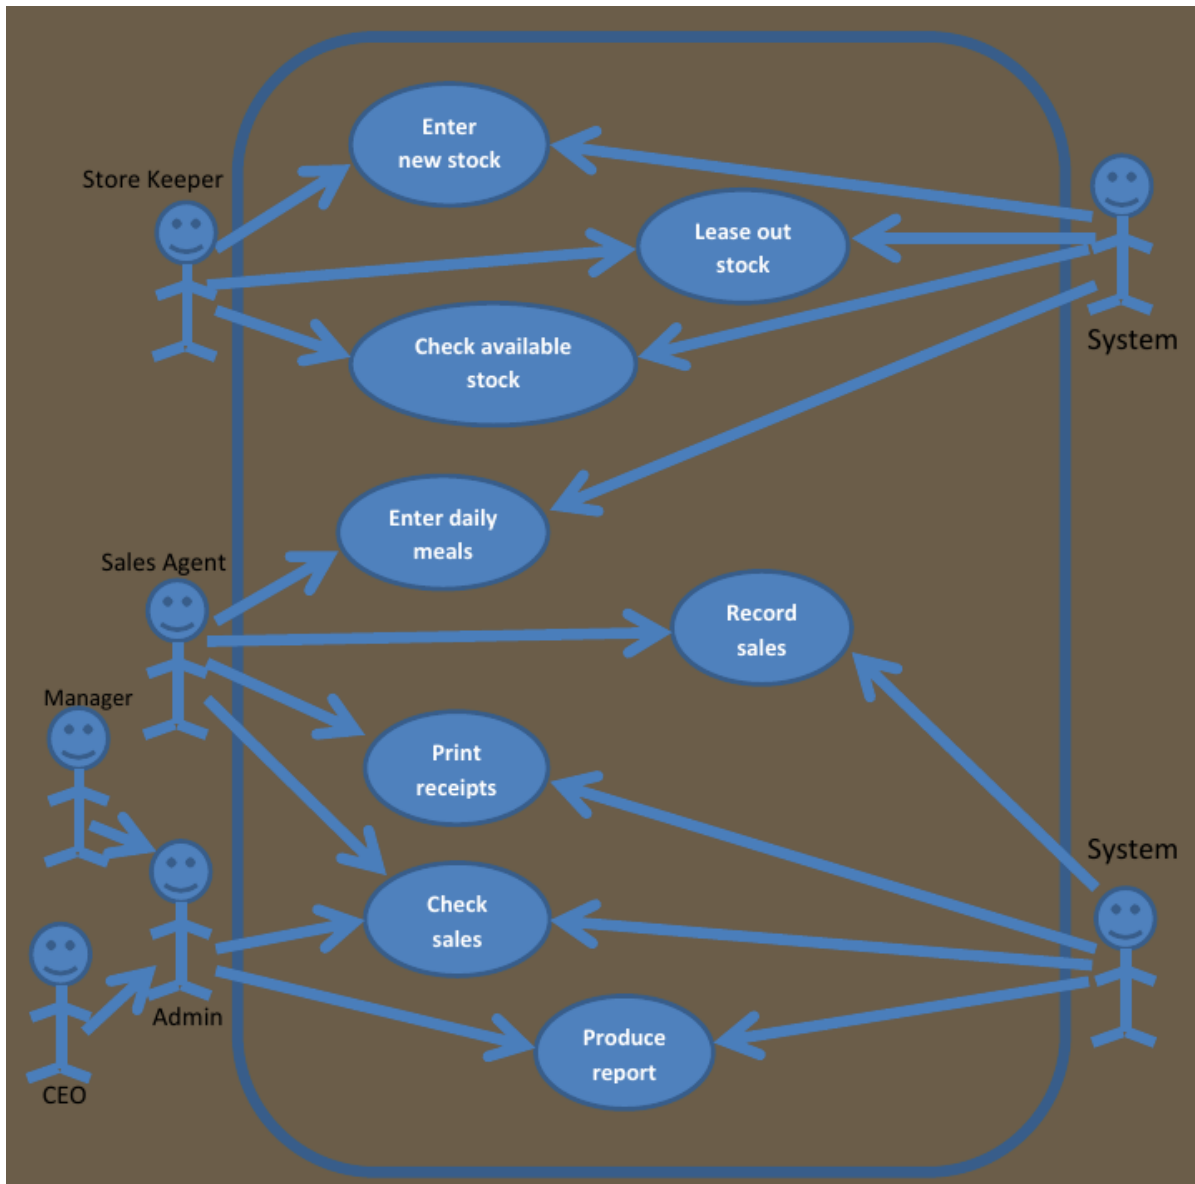 Enter
new stock
Store Keeper
Lease out
stock
System
Check available
stock
Enter daily
meals
Sales Agent
Record
sales
Manager
Print
receipts
System
Check
sales
Admin
Produce
report
CEO